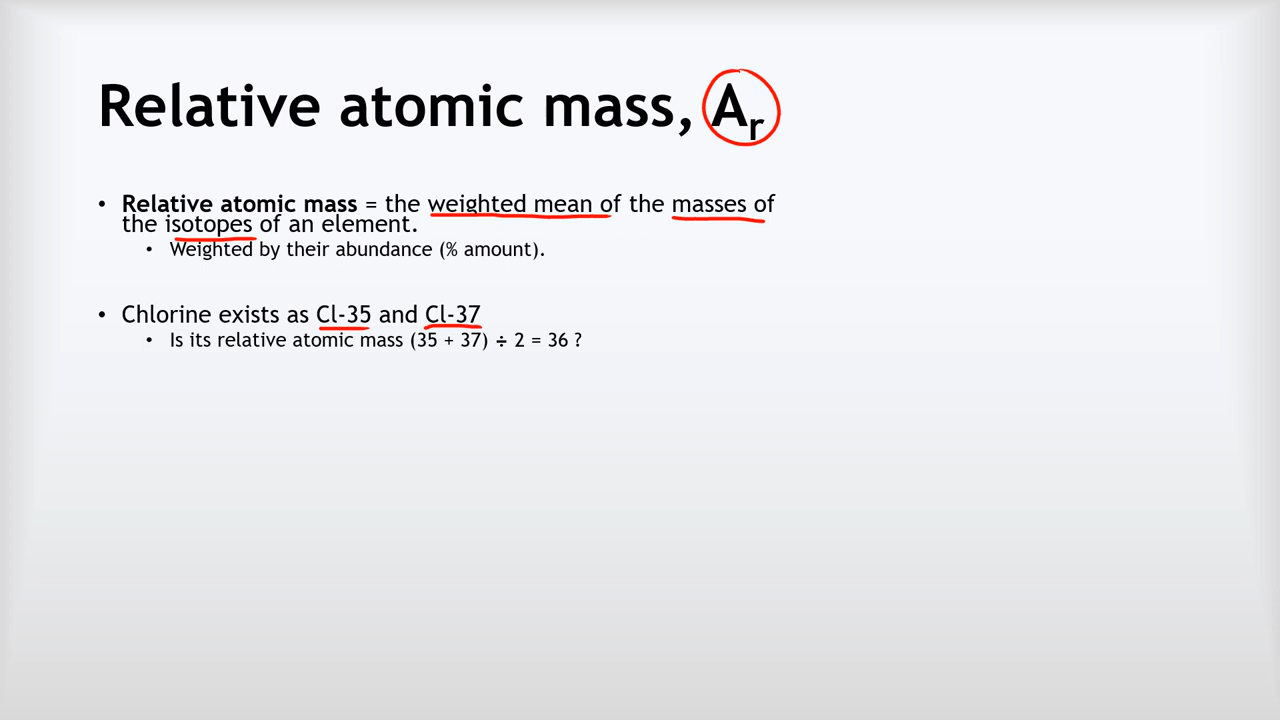 Relative atomic mass, Ar
• Relative atomic mass = the weighted mean of the masses of
the isotopes of an element.
• Weighted by their abundance (% amount).
• Chlorine exists as Cl-35 and Cl-37
• Is its relative atomic mass (35 + 37) ÷ 2 = 36 ?